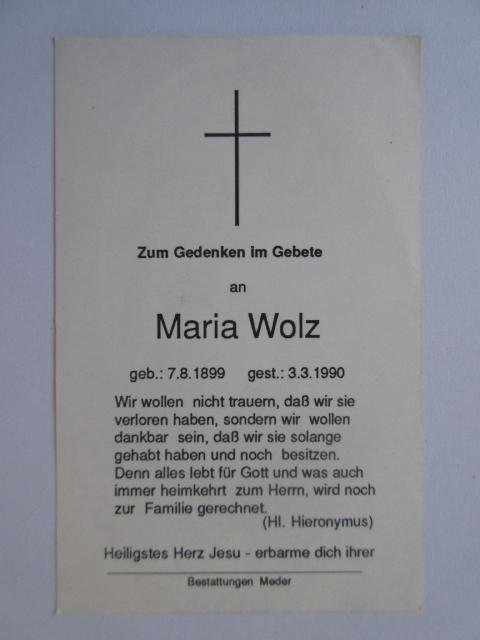 Zum Gedenken im Gebete
an
Maria Wolz
geb.: 7.8.1899 gest.: 3.3.1990
Wir wollen nicht trauern, daß wir sie
verloren haben, sondern wir wollen
dankbar sein, daß wir sie solange
gehabt haben und noch besitzen.
Denn alles lebt für Gott und was auch
immer heimkehrt zum Herrn, wird noch
zur Familie gerechnet.
(Hl. Hieronymus)
Heiligstes Herz Jesu - erbarme dich ihrer
Bestattungen Meder